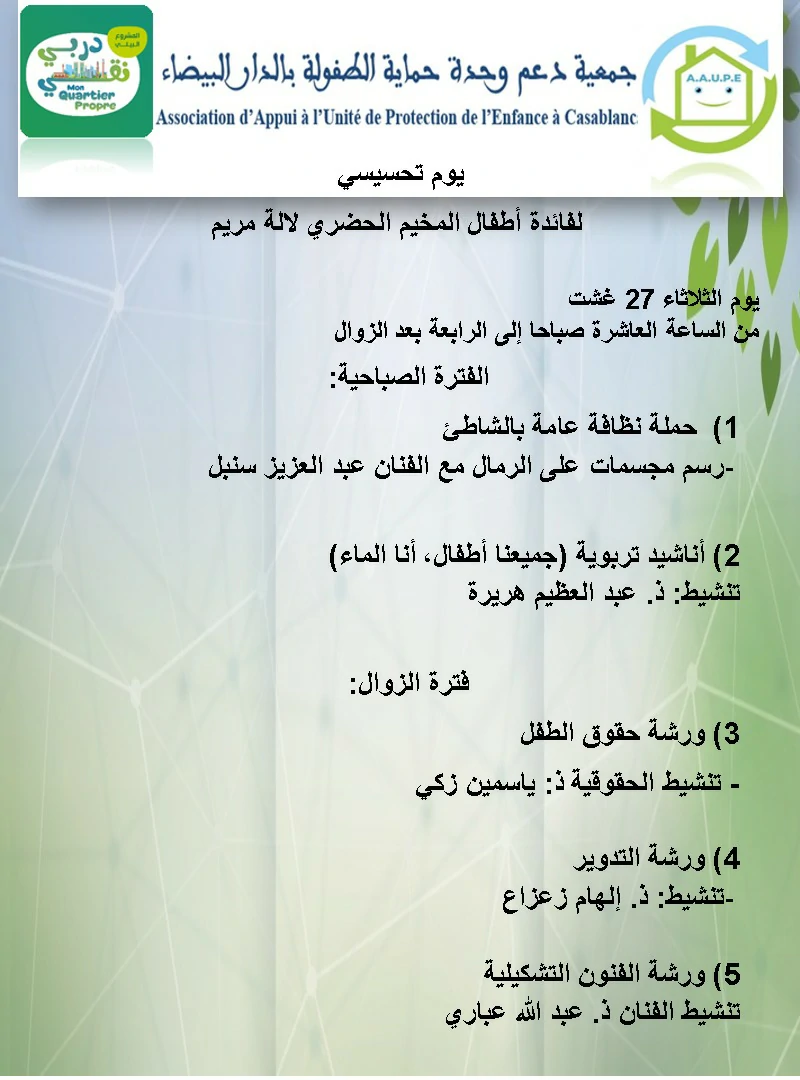 المشروع
البيئي
دربي
نقي
Mon
Quartier
Propre
جمعية دعم وحدة حماية الطفولة بالدار البيضاء
Association d'Appui à l'Unité de Protection de l'Enfance à Casablanc
A.A.U.P.E
يوم تحسيسي
لفائدة أطفال المخيم الحضري لالة مريم
يوم الثلاثاء 27 غشت
من الساعة العاشرة صباحا إلى الرابعة بعد الزوال
الفترة الصباحية:
1) حملة نظافة عامة بالشاطئ
-رسم مجسمات على الرمال مع الفنان عبد العزيز سنبل
2) أناشيد تربوية (جميعنا أطفال، أنا الماء)
تنشيط: ذ. عبد العظيم هريرة
فترة الزوال:
3) ورشة حقوق الطفل
- تنشيط الحقوقية ذ: ياسمين زكي
4) ورشة التدوير
-تنشيط: ذ. إلهام زعزاع
5) ورشة الفنون التشكيلية
تنشيط الفنان ذ. عبد الله عباري